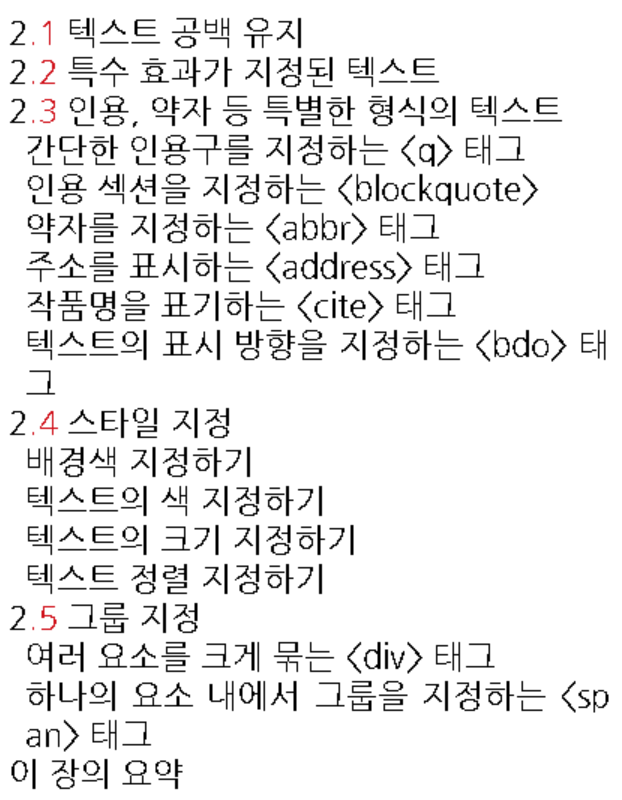 2.1 텍스트 공백 유지
2.2 특수 효과가 지정된 텍스트
2.3 인용, 약자 등 특별한 형식의 텍스트
간단한 인용구를 지정하는 〈q〉 태그
인용 섹션을 지정하는 〈blockquote〉
약자를 지정하는 〈abbr〉 태그
주소를 표시하는 〈address〉 태그
작품명을 표기하는 〈cite〉 태그
텍스트의 표시 방향을 지정하는 〈bdo〉 태
그
2.4 스타일 지정
배경색 지정하기
텍스트의 색 지정하기
텍스트의 크기 지정하기
텍스트 정렬 지정하기
2.5 그룹 지정
여러 요소를 크게 묶는 〈div〉 태그
하나의 요소 내에서 그룹을 지정하는 〈sp
an〉 태그
이 장의 요약